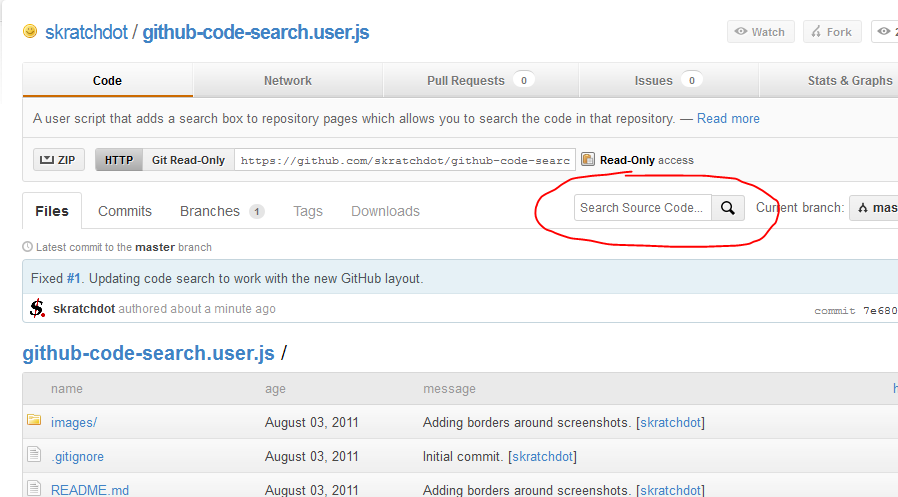 skratchdot / github-code-search.user.js Watch Fork
Code Network Pull Requests 0 Issues 0 Stats & Graphs
A user script that adds a search box to repository pages which allows you to search the code in that repository. — Read more
ZIP HTTP Git Read-Only https://github.com/skratchdot/github-code-searc Read-Only access
Files Commits Branches 1 Tags Downloads Search Source Code... Current branch: mas
Latest commit to the master branch
Fixed #1. Updating code search to work with the new GitHub layout.
skratchdot authored about a minute ago commit 7e680
github-code-search.user.js /
name age message h
images/ August 03, 2011 Adding borders around screenshots. [skratchdot]
.gitignore August 03, 2011 Initial commit. [skratchdot]
README.md August 03, 2011 Adding borders around screenshots. [skratchdot]